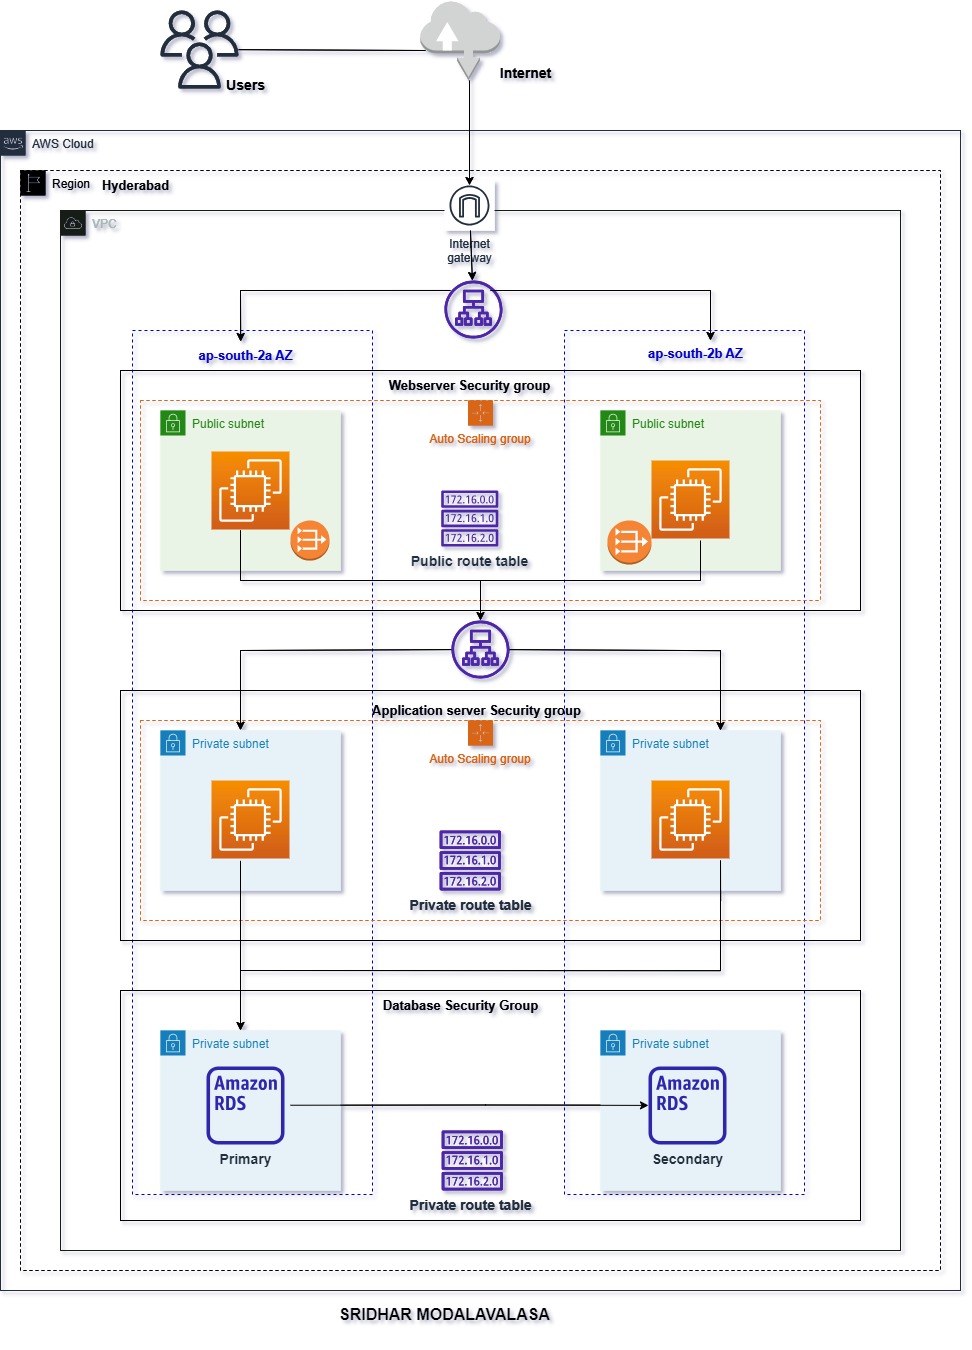 Users
Internet
aws
AWS Cloud
Region Hyderabad
VPC
Internet
gateway
ap-south-2a AZ
ap-south-2b AZ
Webserver Security group
Public subnet
Auto Scaling group
Public subnet
172.16.0.0
172.16.1.0
172.16.2.0
Public route table
Application server Security group
Private subnet
Auto Scaling group
Private subnet
172.16.0.0
172.16.1.0
172.16.2.0
Private route table
Database Security Group
Private subnet
Private subnet
Amazon
RDS
Amazon
RDS
Primary
Secondary
172.16.0.0
172.16.1.0
172.16.2.0
Private route table
SRIDHAR MODALAVALASA